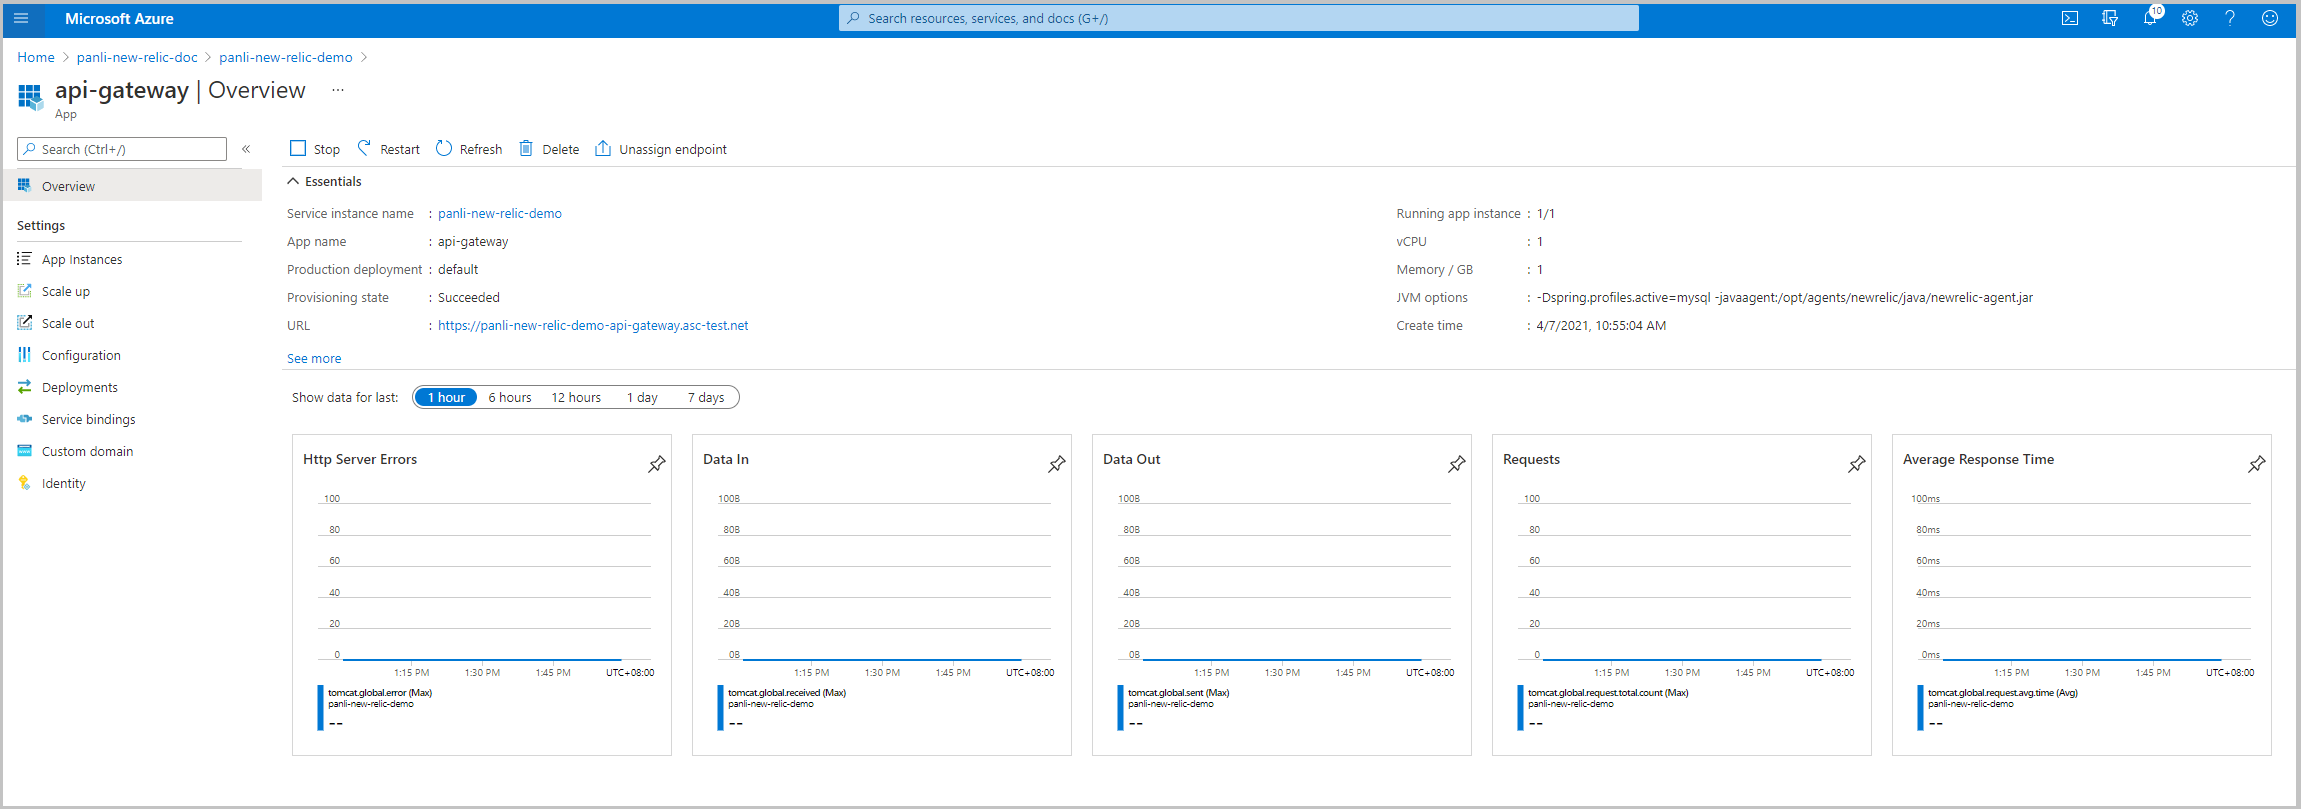 Microsoft Azure
Search resources, services, and docs (G+/)
10
Home > panli-new-relic-doc > panli-new-relic-demo >
api-gateway | Overview ...
App
Search (Ctrl+/)
«
Overview
Settings
App Instances
Scale up
Scale out
Configuration
Deployments
Service bindings
Custom domain
Identity
Stop Restart Refresh Delete Unassign endpoint
Essentials
Service instance name : panli-new-relic-demo
App name : api-gateway
Production deployment : default
Provisioning state : Succeeded
URL : https://panli-new-relic-demo-api-gateway.asc-test.net
See more
Running app instance : 1/1
vCPU : 1
Memory / GB : 1
JVM options : -Dspring.profiles.active=mysql -javaagent:/opt/agents/newrelic/java/newrelic-agent.jar
Create time : 4/7/2021, 10:55:04 AM
Show data for last: 1 hour 6 hours 12 hours 1 day 7 days
Http Server Errors
100
80
60
40
20
0
1:15 PM 1:30 PM 1:45 PM UTC+08:00
tomcat.global.error (Max)
panli-new-relic-demo
--
Data In
100B
80B
60B
40B
20B
0B
1:15 PM 1:30 PM 1:45 PM UTC+08:00
tomcat.global.received (Max)
panli-new-relic-demo
--
Data Out
100B
80B
60B
40B
20B
0B
1:15 PM 1:30 PM 1:45 PM UTC+08:00
tomcat.global.sent (Max)
panli-new-relic-demo
--
Requests
100
80
60
40
20
0
1:15 PM 1:30 PM 1:45 PM UTC+08:00
tomcat.global.request.total.count (Max)
panli-new-relic-demo
--
Average Response Time
100ms
80ms
60ms
40ms
20ms
0ms
1:15 PM 1:30 PM 1:45 PM UTC+08:00
tomcat.global.request.avg.time (Avg)
panli-new-relic-demo
--